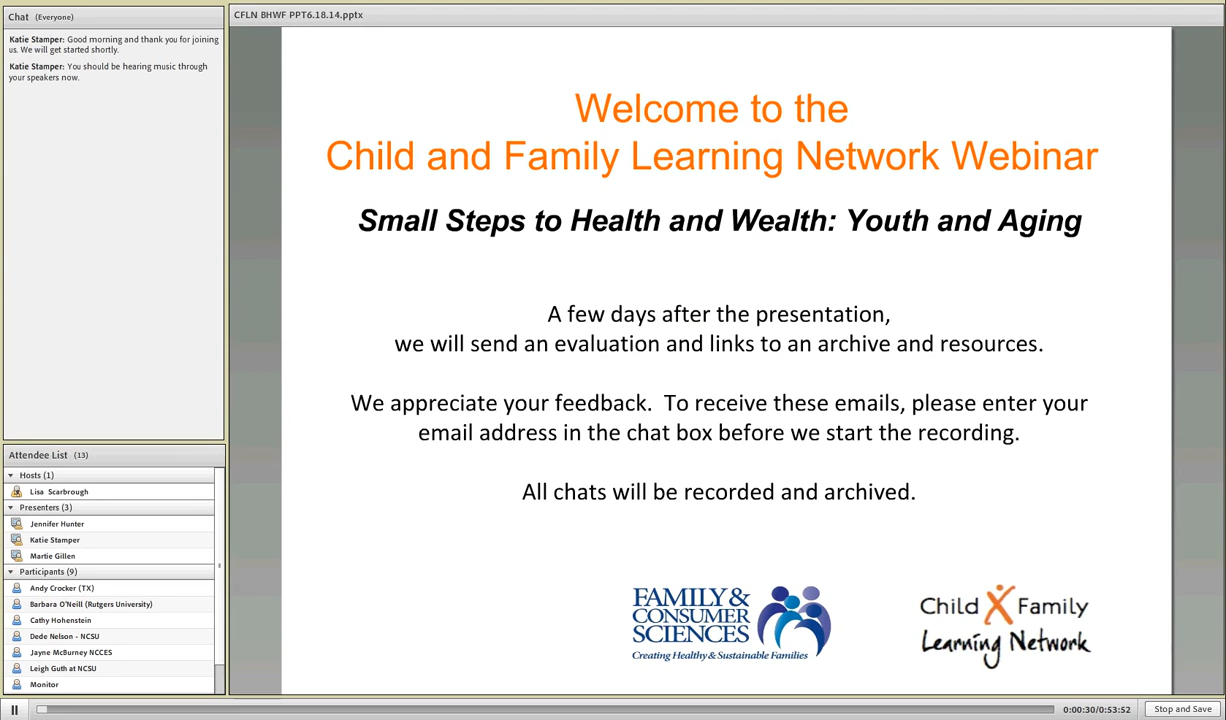 Chat (Everyone)
Katie Stamper: Good morning and thank you for joining
us. We will get started shortly.
Katie Stamper: You should be hearing music through
your speakers now.
Attendee List (13)
Hosts (1)
Lisa Scarbrough
Presenters (3)
Jennifer Hunter
Katie Stamper
Martie Gillen
Participants (9)
Andy Crocker (TX)
Barbara O'Neill (Rutgers University)
Cathy Hohenstein
Dede Nelson - NCSU
Jayne McBurney NCCES
Leigh Guth at NCSU
Monitor
CFLN BHWF PPT6.18.14.pptx
Welcome to the
Child and Family Learning Network Webinar
Small Steps to Health and Wealth: Youth and Aging
A few days after the presentation,
we will send an evaluation and links to an archive and resources.
We appreciate your feedback. To receive these emails, please enter your
email address in the chat box before we start the recording.
All chats will be recorded and archived.
FAMILY &
CONSUMER
SCIENCES
Creating Healthy & Sustainable Families
Child X Family
Learning Network
0:00:30/0:53:52
Stop and Save